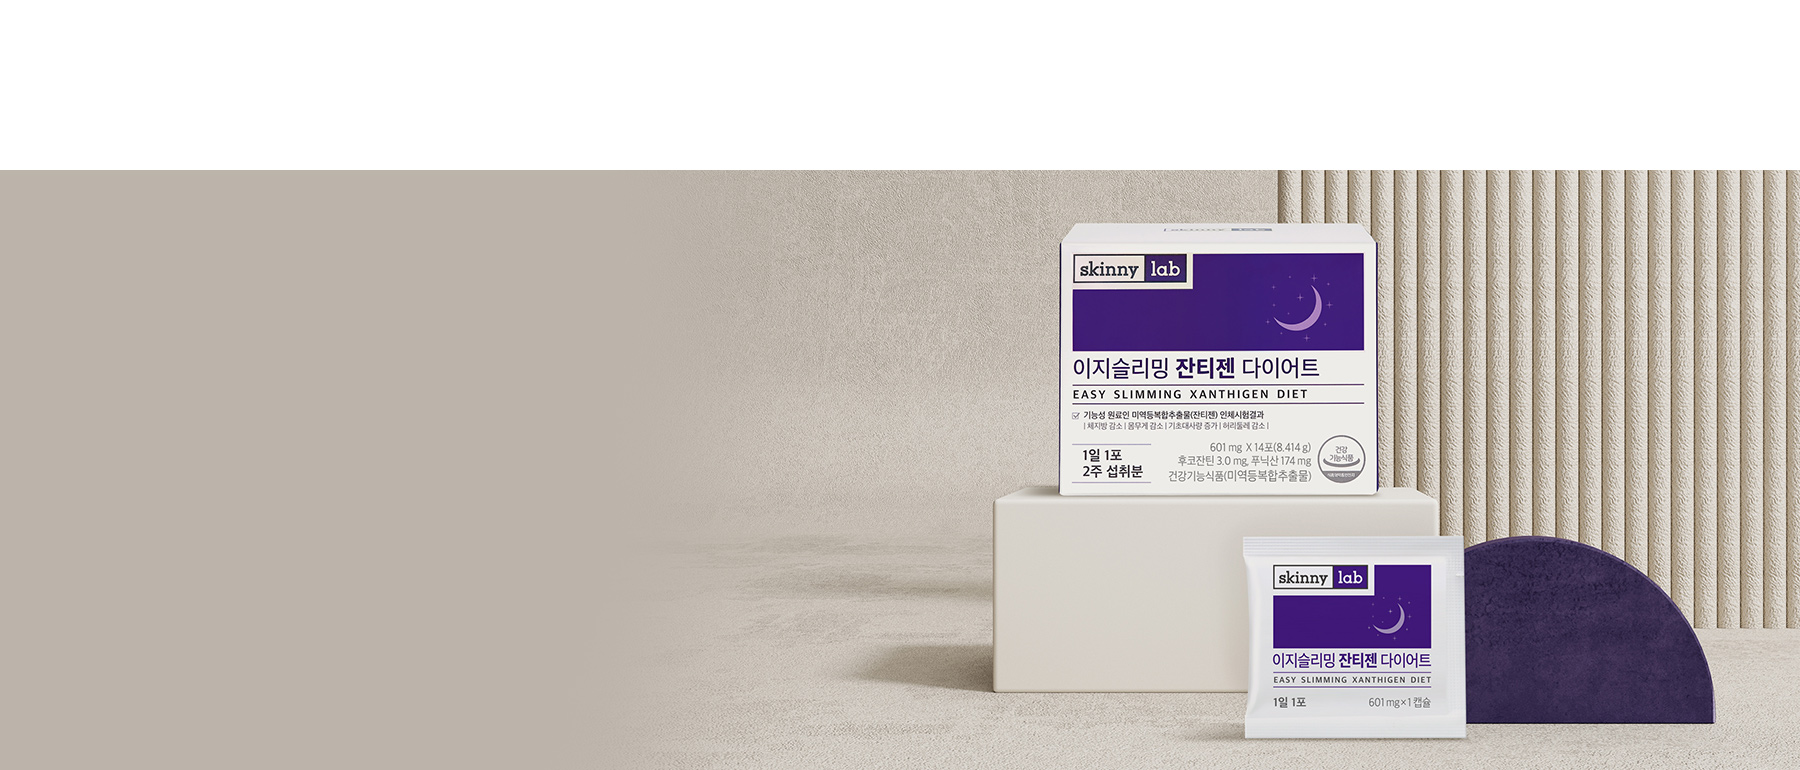 skinny lab
이지슬리밍 잔티젠 다이어트
EASY SLIMMING XANTHIGEN DIET
기능성 원료인 미역등복합추출물(잔티젠) 인체시험결과
| 체지방 감소 | 몸무게 감소 | 기초대사량 증가 | 허리둘레 감소 |
1일 1포
2주 섭취분
601 mg X 14포(8.414 g)
후코잔틴 3.0 mg, 푸닉산 174 mg
건강기능식품(미역등복합추출물)
건강
기능식품
skinny lab
이지슬리밍 잔티젠 다이어트
EASY SLIMMING XANTHIGEN DIET
1일 1포
601 mg×1 캡슐